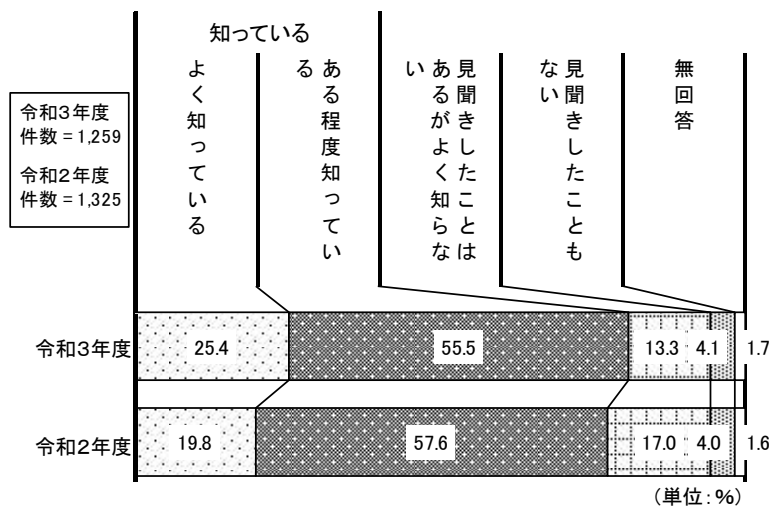 知っている
よく知っている
ある程度知ってい
る
見聞きしたことは
あるがよく知らな
い
見聞きしたことも
ない
無回答
令和3年度
件数=1,259
令和2年度
件数=1,325
令和3年度 25.4 55.5 13.3 4.1 1.7
令和2年度 19.8 57.6 17.0 4.0 1.6
(単位:%)